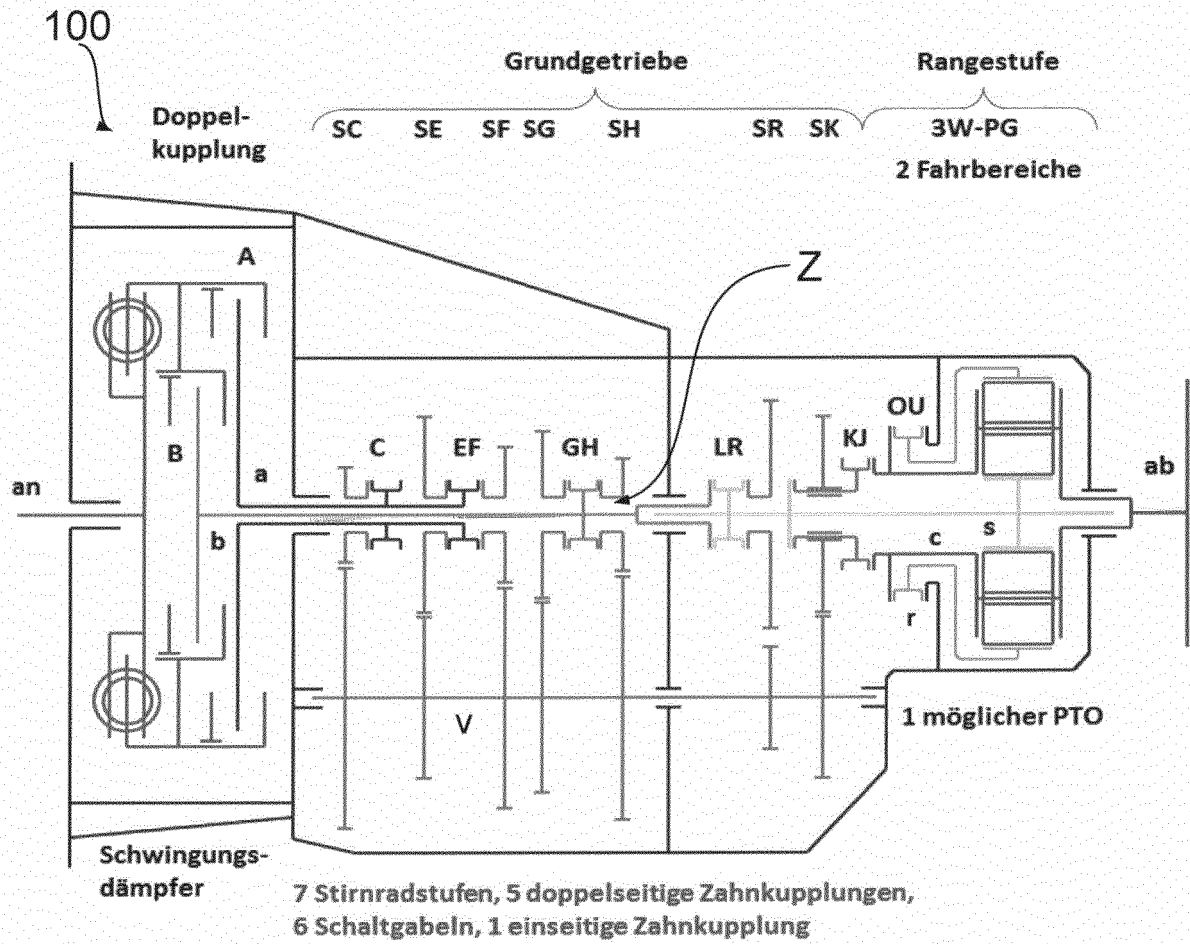 100
Grundgetriebe
Rangestufe
Doppel-
kupplung
SC SE SF SG SH SR SK
3W-PG
2 Fahrbereiche
A
Z
OU
C EF GH LR KJ
B
an
a
ab
b
c
s
r
V
1 möglicher PTO
Schwingungs-
dämpfer
7 Stirnradstufen, 5 doppelseitige Zahnkupplungen,
6 Schaltgabeln, 1 einseitige Zahnkupplung